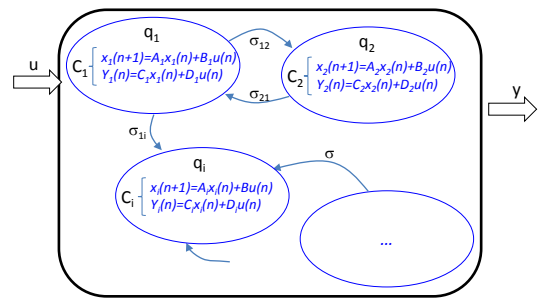 q₁
x₁(n+1)=A₁x₁(n)+B₁u(n)
C₁
Y₁(n)=C₁x₁(n)+D₁u(n)
u
σ₁₂
σ₂₁
q₂
x₂(n+1)=A₂x₂(n)+B₂u(n)
C₂
Y₂(n)=C₂x₂(n)+D₂u(n)
y
σ₁ᵢ
qᵢ
xᵢ(n+1)=Aᵢxᵢ(n)+Bu(n)
Cᵢ
Yᵢ(n)=Cᵢxᵢ(n)+Dᵢu(n)
σ
...